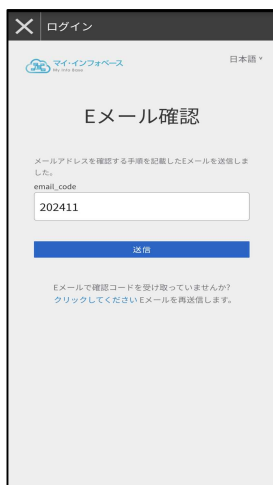 ログイン
マイ・インフォベース
My Info Base
日本語
Eメール確認
メールアドレスを確認する手順を記載したEメールを送信しま
した。
email_code
202411
送信
Eメールで確認コードを受け取っていませんか?
クリックしてください Eメールを再送信します。